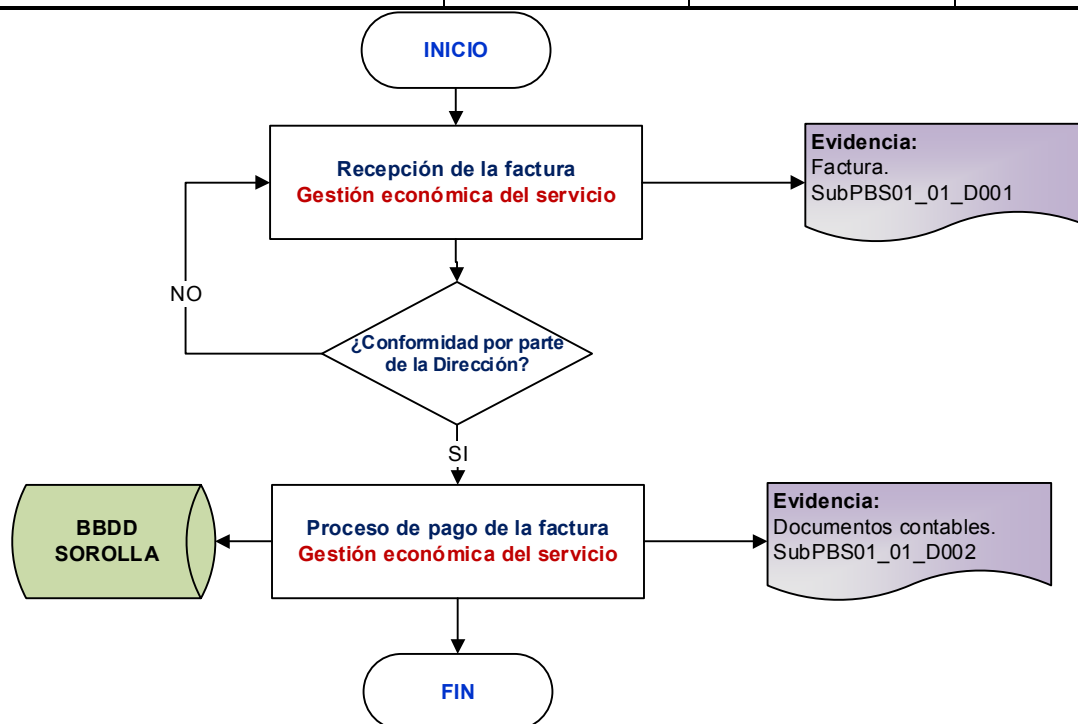 INICIO
Recepción de la factura
Gestión económica del servicio
Evidencia:
Factura.
SubPBS01_01_D001
NO
¿Conformidad por parte
de la Dirección?
SI
BBDD
SOROLLA
Proceso de pago de la factura
Gestión económica del servicio
Evidencia:
Documentos contables.
SubPBS01_01_D002
FIN